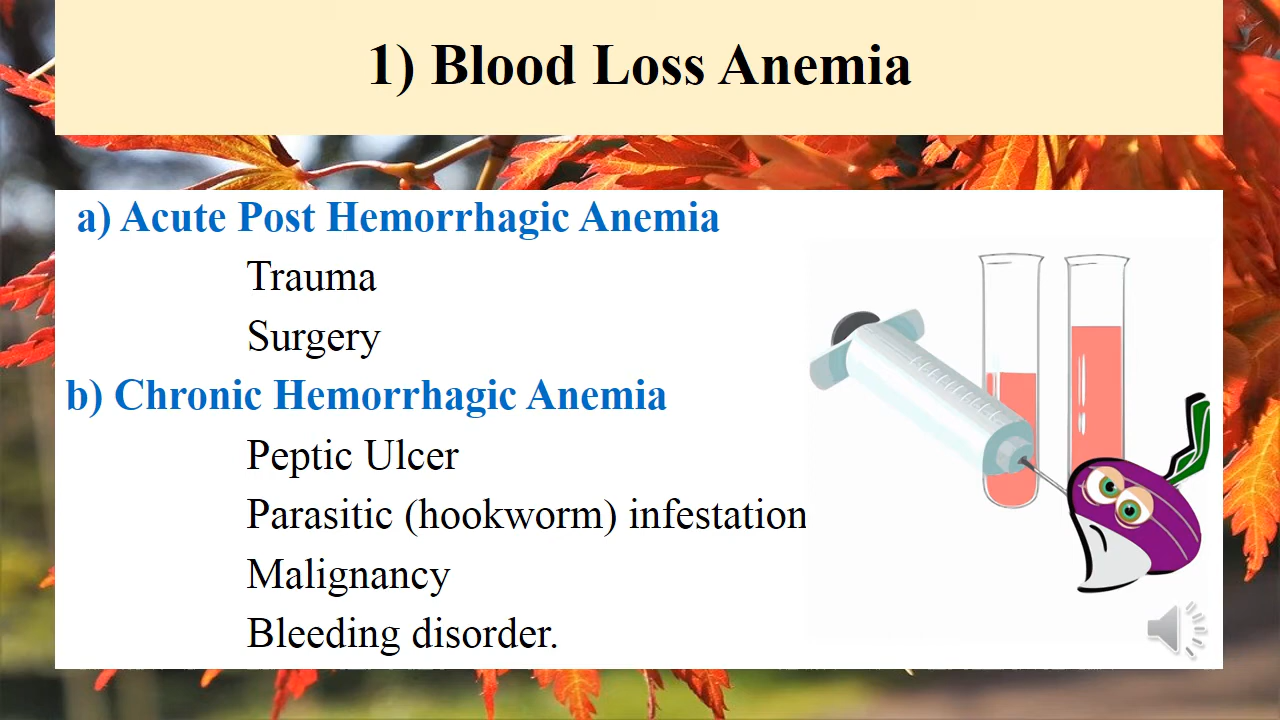 1) Blood Loss Anemia
a) Acute Post Hemorrhagic Anemia
Trauma
Surgery
b) Chronic Hemorrhagic Anemia
Peptic Ulcer
Parasitic (hookworm) infestation
Malignancy
Bleeding disorder.